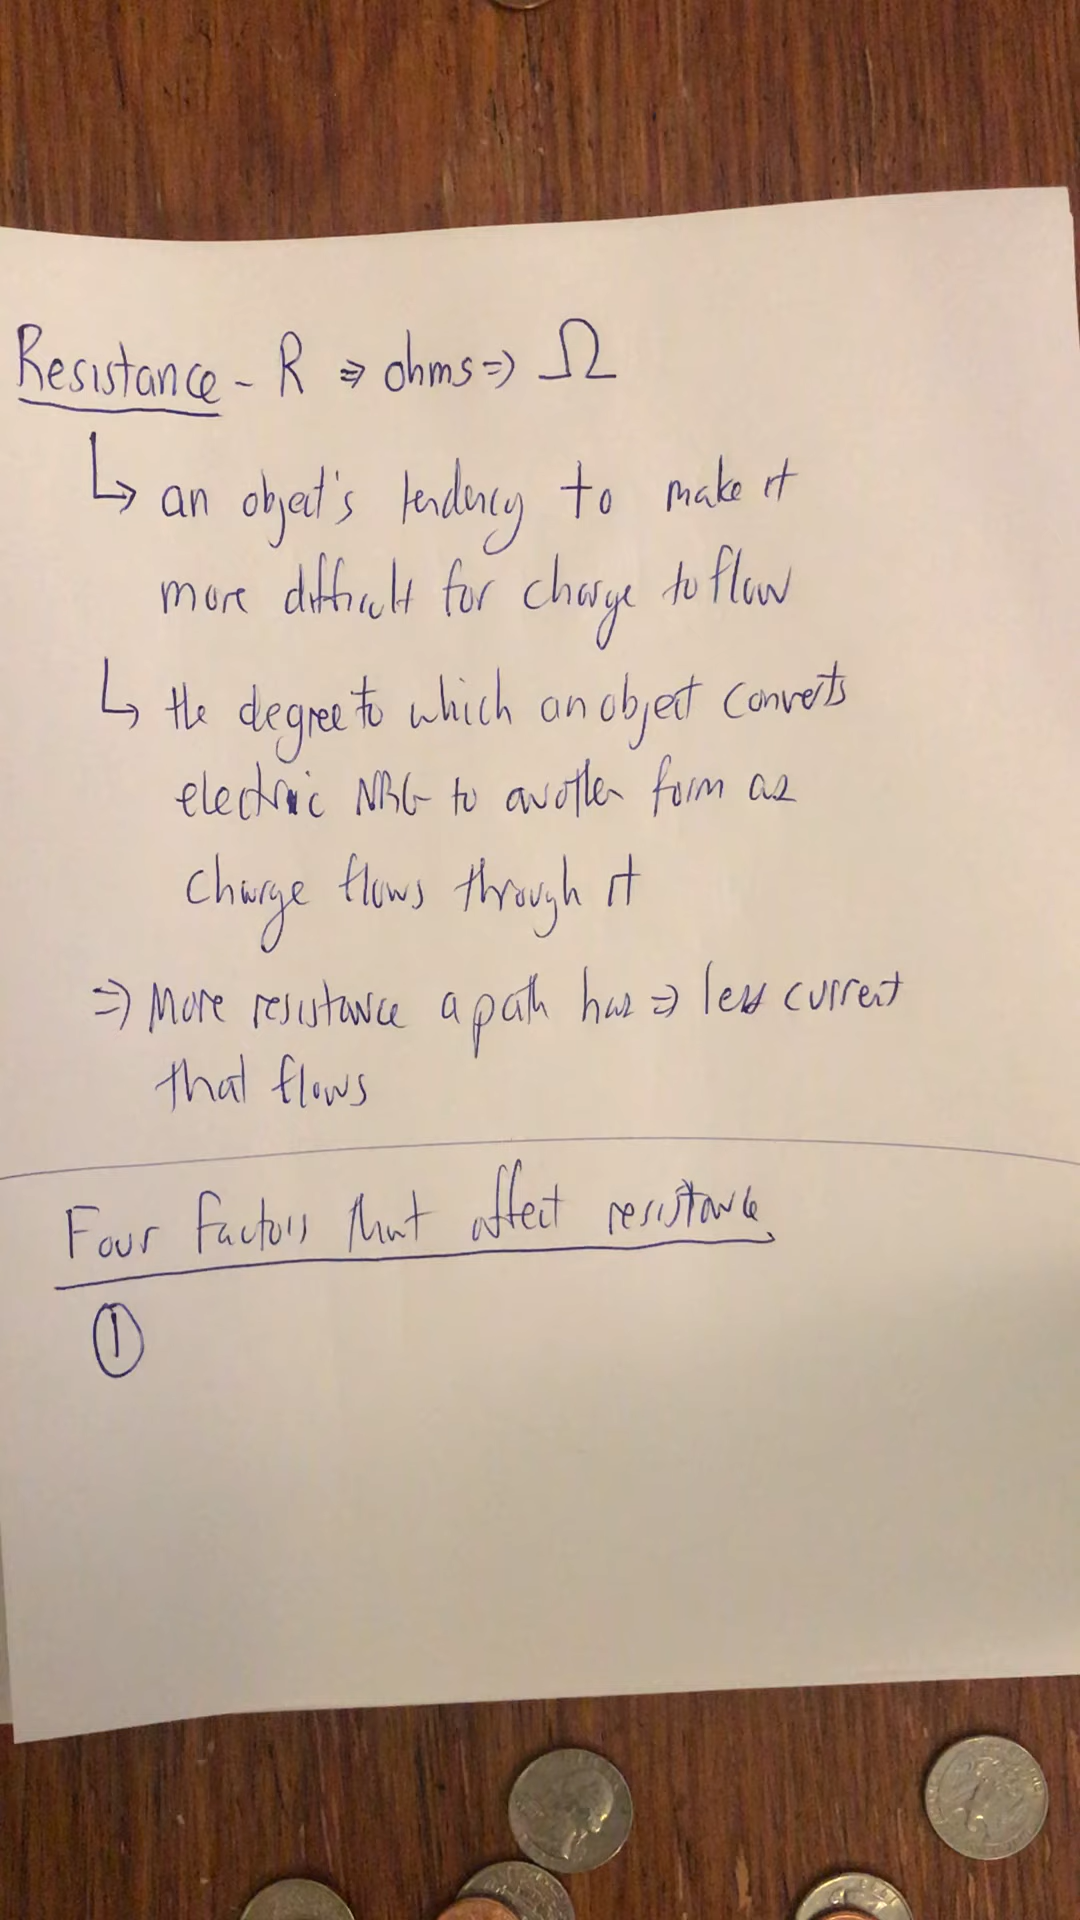 Resistance - R ⇒ ohms ⇒ Ω
↳ an object's tendency to make it
more difficult for charge to flow
↳ the degree to which an object converts
electric NRG to another form as
charge flows through it
⇒ More resistance a path has ⇒ less current
that flows
Four factors that affect resistance
①